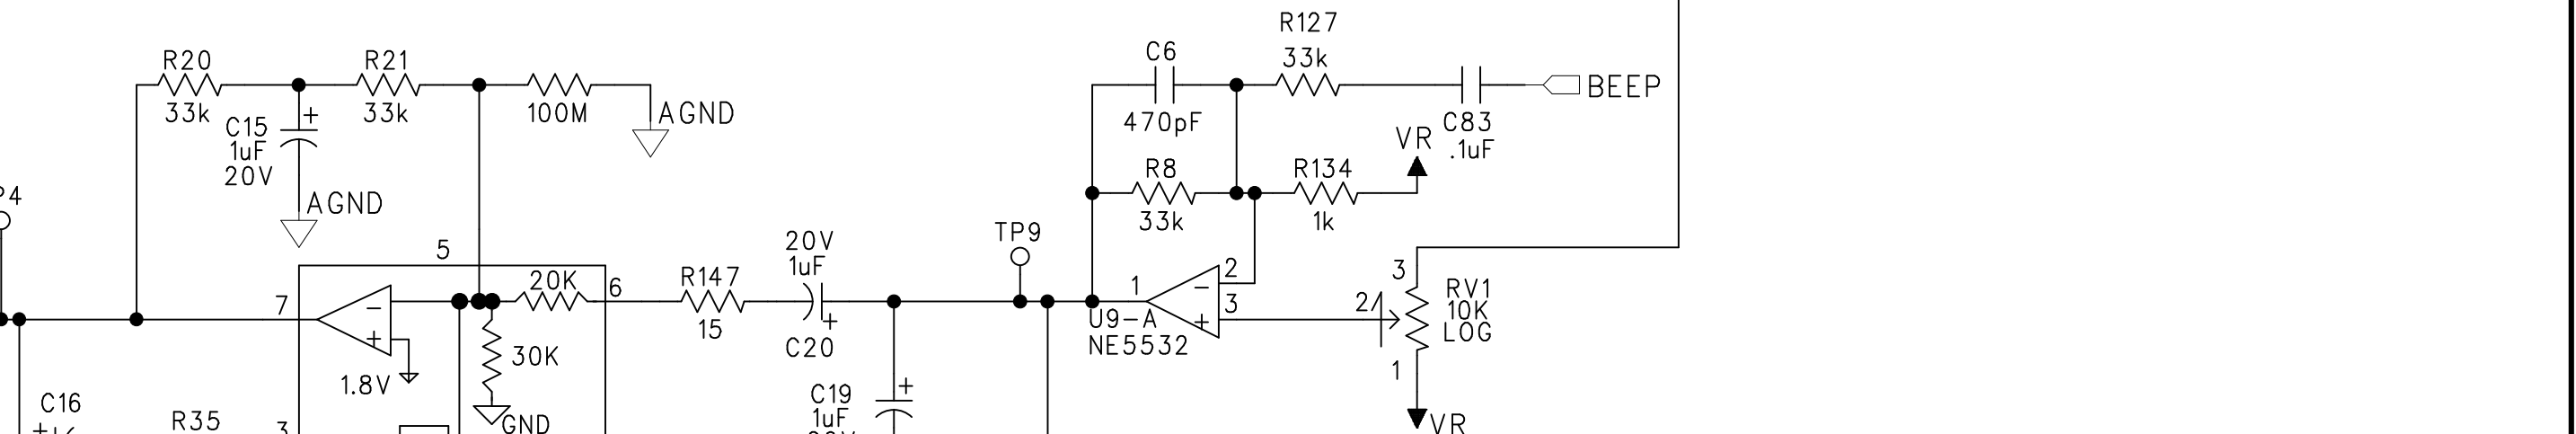 R127
33k
C6
470pF
C83
.1uF
BEEP
R20
33k
R21
33k
100M
AGND
C15
1uF
20V
AGND
VR
R8
33k
R134
1k
P4
5
7
20K
6
R147
15
20V
1uF
C20
TP9
1
2
3
U9-A
NE5532
3
2
RV1
10K
LOG
1
VR
1.8V
30K
GND
C19
1uF
C16
R35
3